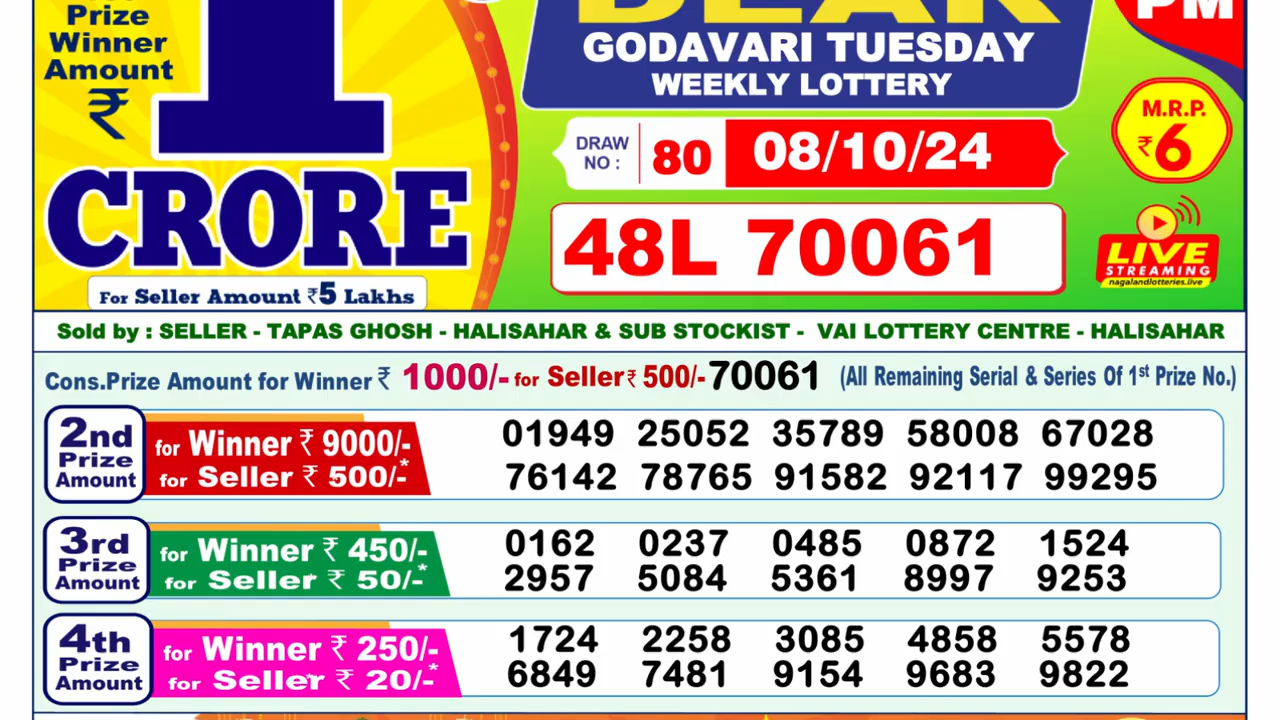 Prize
Winner
Amount
₹
1
CRORE
For Seller Amount ₹5 Lakhs
DEAR
GODAVARI TUESDAY
WEEKLY LOTTERY
PM
DRAW
NO :
80
08/10/24
M.R.P.
₹6
48L 70061
LIVE
STREAMING
nagalandlotteries.live
Sold by : SELLER - TAPAS GHOSH - HALISAHAR & SUB STOCKIST - VAI LOTTERY CENTRE - HALISAHAR
Cons.Prize Amount for Winner ₹ 1000/- for Seller ₹ 500/- 70061 (All Remaining Serial & Series Of 1st Prize No.)
2nd
Prize
Amount
for Winner ₹ 9000/-
for Seller ₹ 500/-*
01949 25052 35789 58008 67028
76142 78765 91582 92117 99295
3rd
Prize
Amount
for Winner ₹ 450/-
for Seller ₹ 50/-*
0162 0237 0485 0872 1524
2957 5084 5361 8997 9253
4th
Prize
Amount
for Winner ₹ 250/-
for Seller ₹ 20/-*
1724 2258 3085 4858 5578
6849 7481 9154 9683 9822